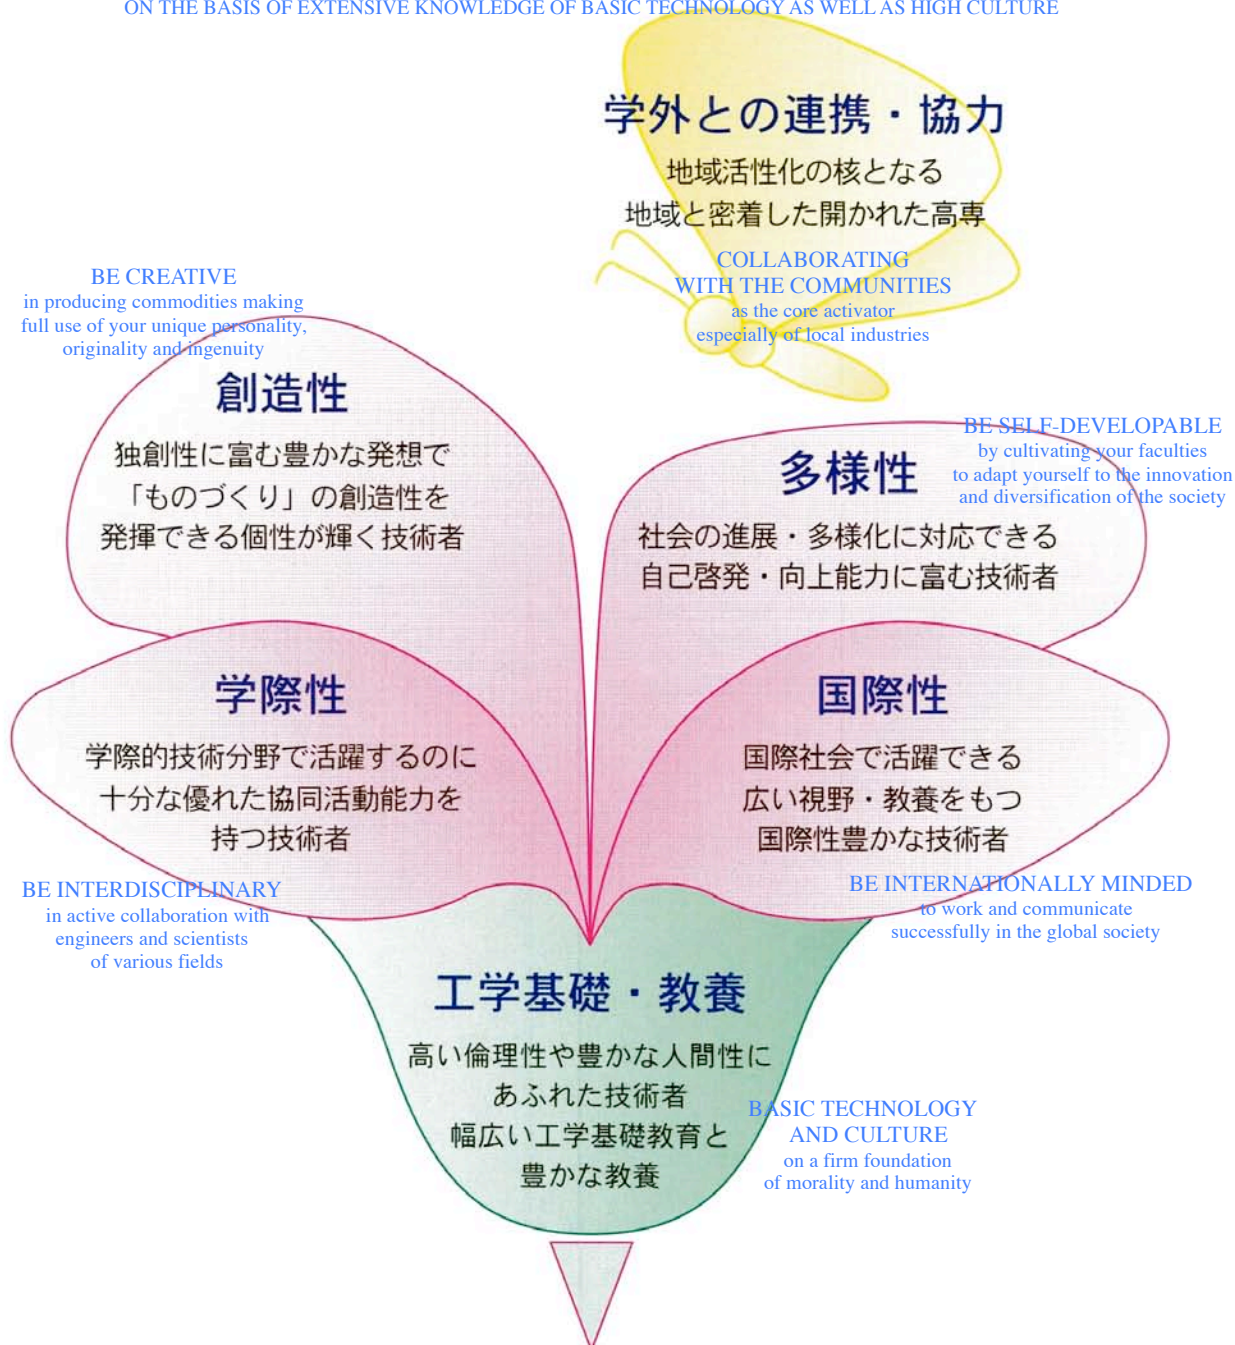 ON THE BASIS OF EXTENSIVE KNOWLEDGE OF BASIC TECHNOLOGY AS WELL AS HIGH CULTURE
学外との連携・協力
地域活性化の核となる
地域と密着した開かれた高専
COLLABORATING
WITH THE COMMUNITIES
as the core activator
especially of local industries
BE CREATIVE
in producing commodities making
full use of your unique personality,
originality and ingenuity
創造性
独創性に富む豊かな発想で
「ものづくり」の創造性を
発揮できる個性が輝く技術者
BE SELF-DEVELOPABLE
by cultivating your faculties
to adapt yourself to the innovation
and diversification of the society
多様性
社会の進展・多様化に対応できる
自己啓発・向上能力に富む技術者
学際性
学際的技術分野で活躍するのに
十分な優れた協同活動能力を
持つ技術者
BE INTERDISCIPLINARY
in active collaboration with
engineers and scientists
of various fields
国際性
国際社会で活躍できる
広い視野・教養をもつ
国際性豊かな技術者
BE INTERNATIONALLY MINDED
to work and communicate
successfully in the global society
工学基礎・教養
高い倫理性や豊かな人間性に
あふれた技術者
幅広い工学基礎教育と
豊かな教養
BASIC TECHNOLOGY
AND CULTURE
on a firm foundation
of morality and humanity